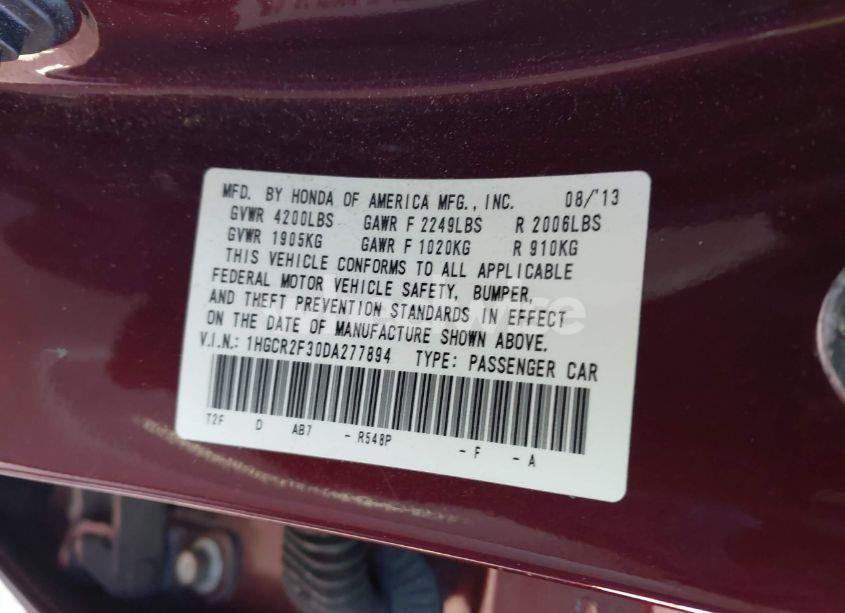 MFD. BY HONDA OF AMERICA MFG., INC. 08/'13
GVWR 4200LBS GAWR F 2249LBS R 2006LBS
GVWR 1905KG GAWR F 1020KG R 910KG
THIS VEHICLE CONFORMS TO ALL APPLICABLE
FEDERAL MOTOR VEHICLE SAFETY, BUMPER,
AND THEFT PREVENTION STANDARDS IN EFFECT
ON THE DATE OF MANUFACTURE SHOWN ABOVE.
V.I.N.: 1HGCR2F30DA277894 TYPE: PASSENGER CAR
T2F D AB7 - R548P - F - A